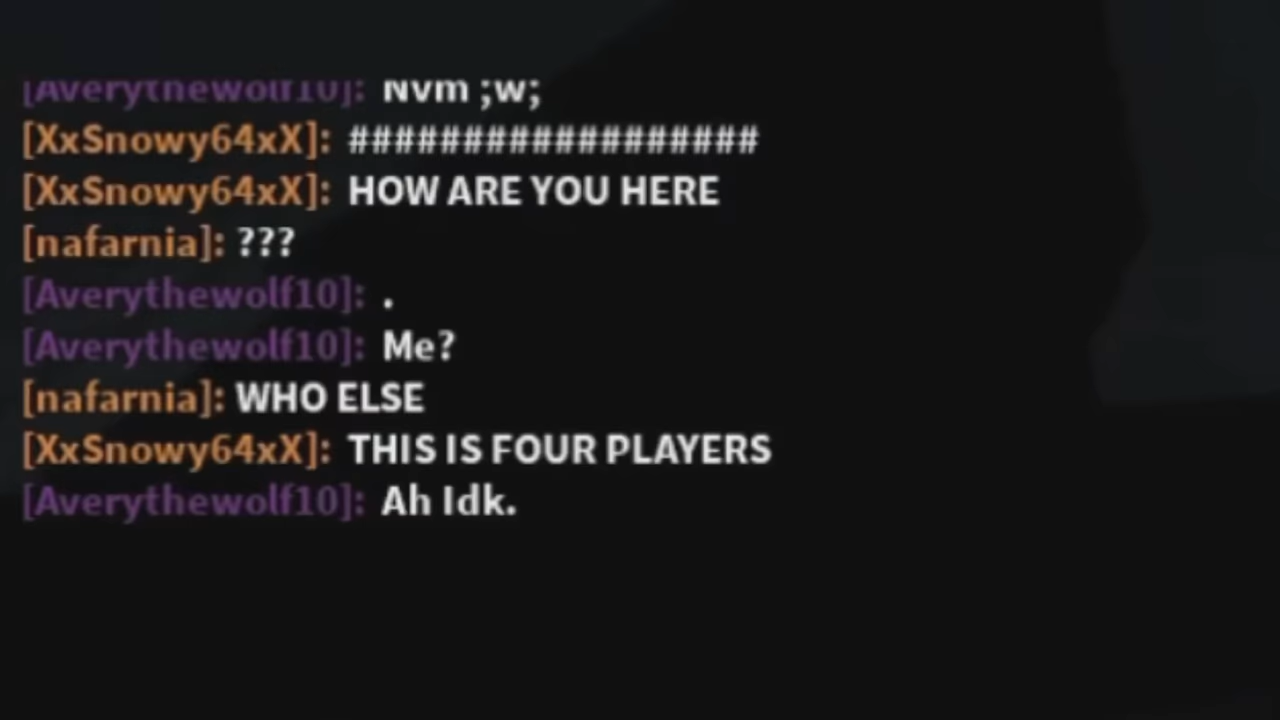 [Averythewolf10]: Nvm ;w;
[XxSnowy64xX]: ##################
[XxSnowy64xX]: HOW ARE YOU HERE
[nafarnia]: ???
[Averythewolf10]: .
[Averythewolf10]: Me?
[nafarnia]: WHO ELSE
[XxSnowy64xX]: THIS IS FOUR PLAYERS
[Averythewolf10]: Ah Idk.